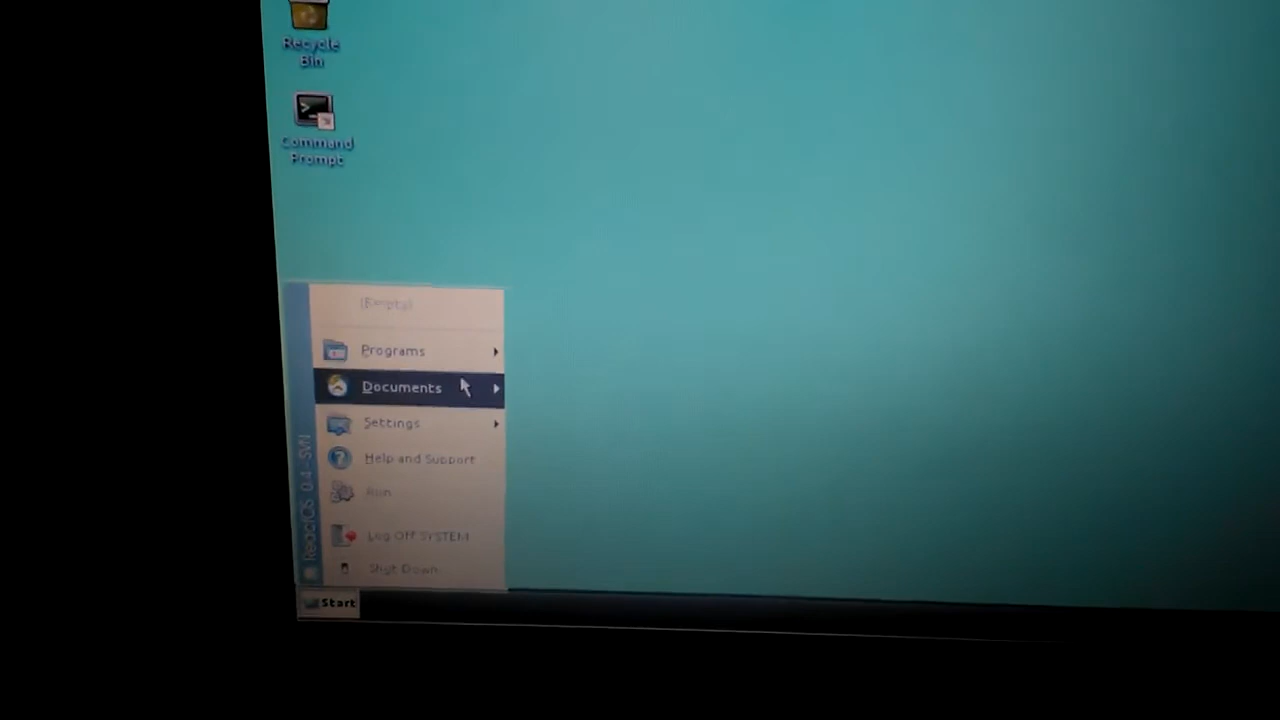 Recycle
Bin
Command
Prompt
(Empty)
Programs
Documents
Settings
Help and Support
Run
Log Off SYSTEM
Shut Down
ReactOS 0.4 - SVN
Start